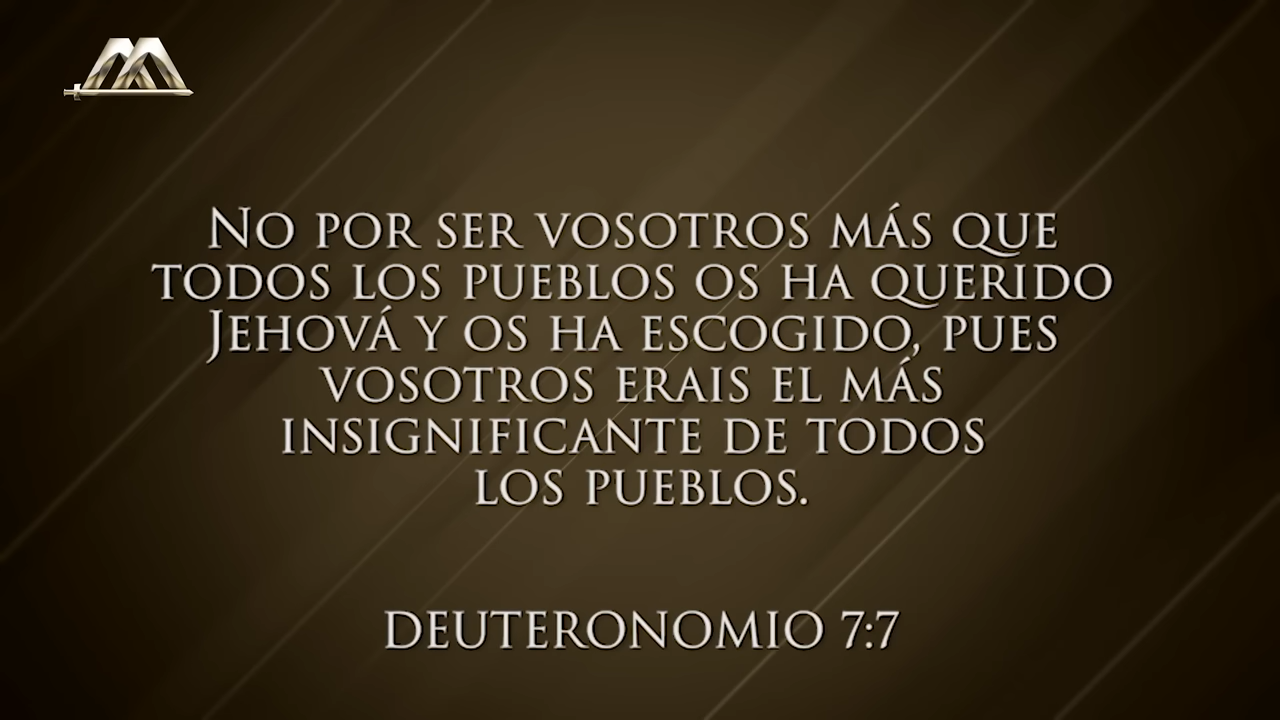 No por ser vosotros más que
todos los pueblos os ha querido
Jehová y os ha escogido, pues
vosotros erais el más
insignificante de todos
los pueblos.
DEUTERONOMIO 7:7